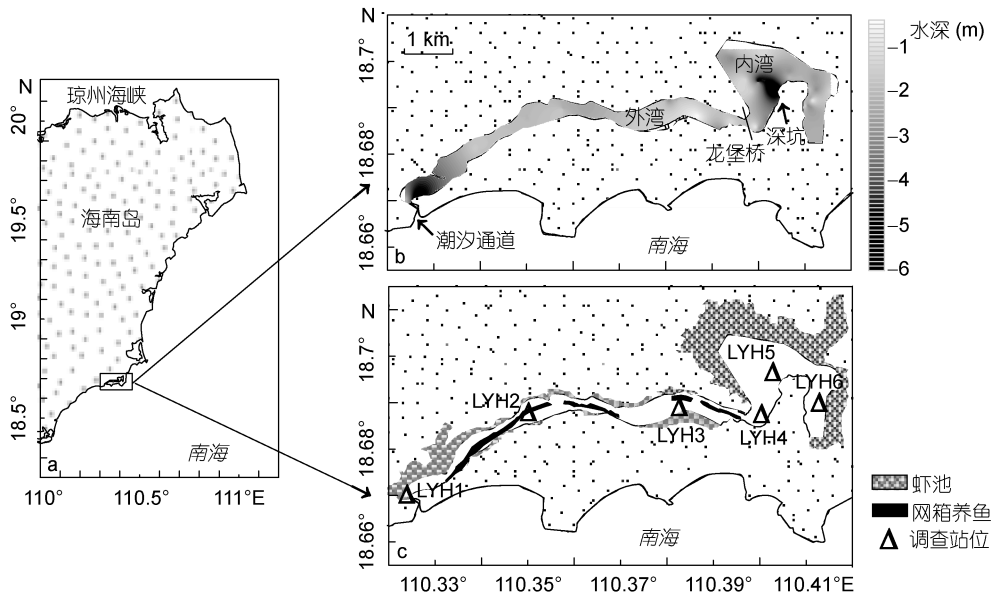 N
琼州海峡
20°
海南岛
19.5°
19°
18.5°
南海
a
110°
110.5°
111°E
N
1 km
18.7°
18.68°
18.66°
内湾
外湾
龙堡桥
深坑
潮汐通道
南海
b
水深 (m)
–1
–2
–3
–4
–5
–6
N
18.7°
18.68°
18.66°
LYH5
LYH6
LYH2
LYH3
LYH4
LYH1
南海
c
110.33°
110.35°
110.37°
110.39°
110.41°E
虾池
网箱养鱼
调查站位